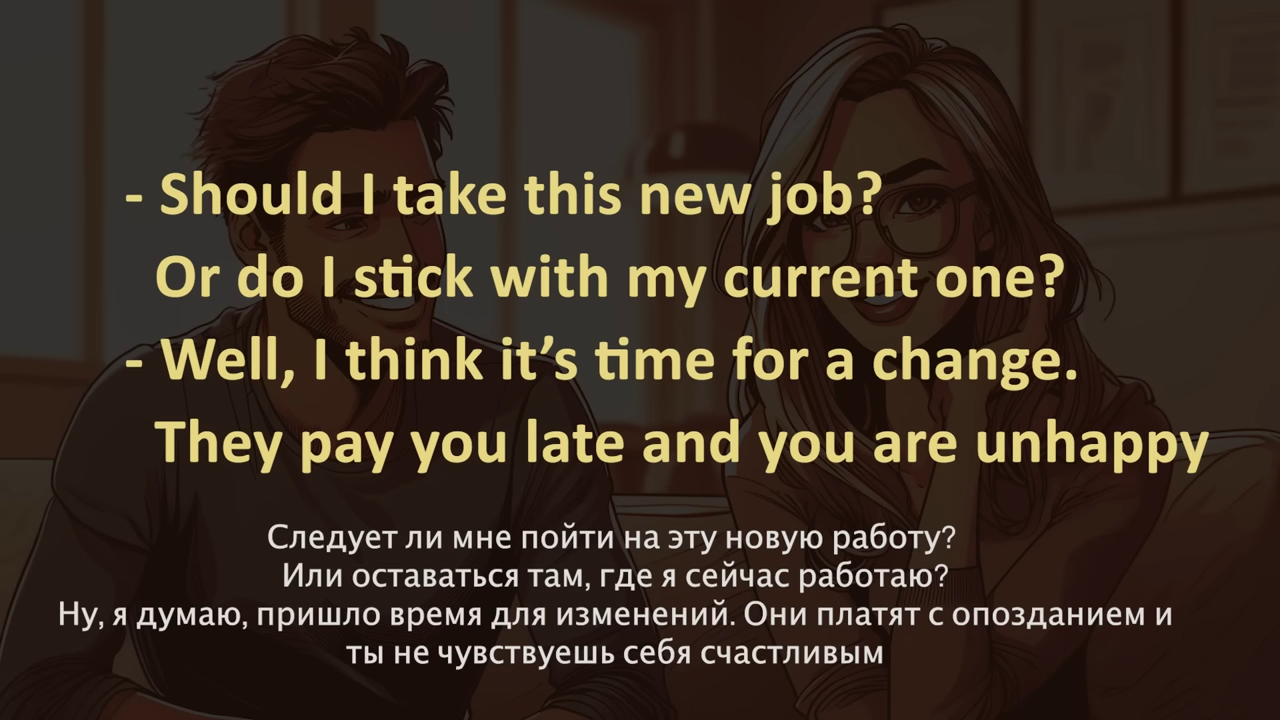 - Should I take this new job?
Or do I stick with my current one?
- Well, I think it’s time for a change.
They pay you late and you are unhappy
Следует ли мне пойти на эту новую работу?
Или оставаться там, где я сейчас работаю?
Ну, я думаю, пришло время для изменений. Они платят с опозданием и
ты не чувствуешь себя счастливым